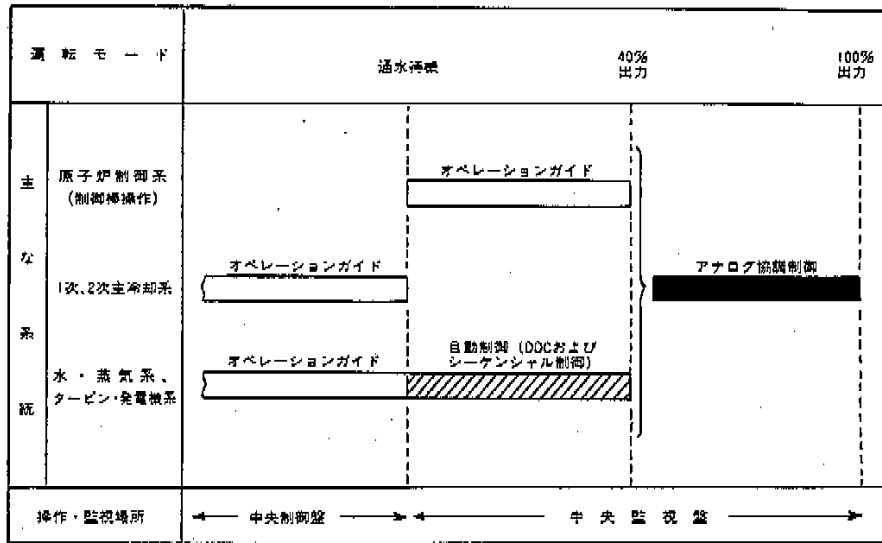 運転モード
通水待機
40%
出力
100%
出力
主な系統
原子炉制御系
(制御棒操作)
オペレーションガイド
1次、2次主冷却系
オペレーションガイド
アナログ協調制御
水・蒸気系、
タービン・発電機系
オペレーションガイド
自動制御 (DDCおよび
シーケンシャル制御)
操作・監視場所
中央制御盤
中央監視盤